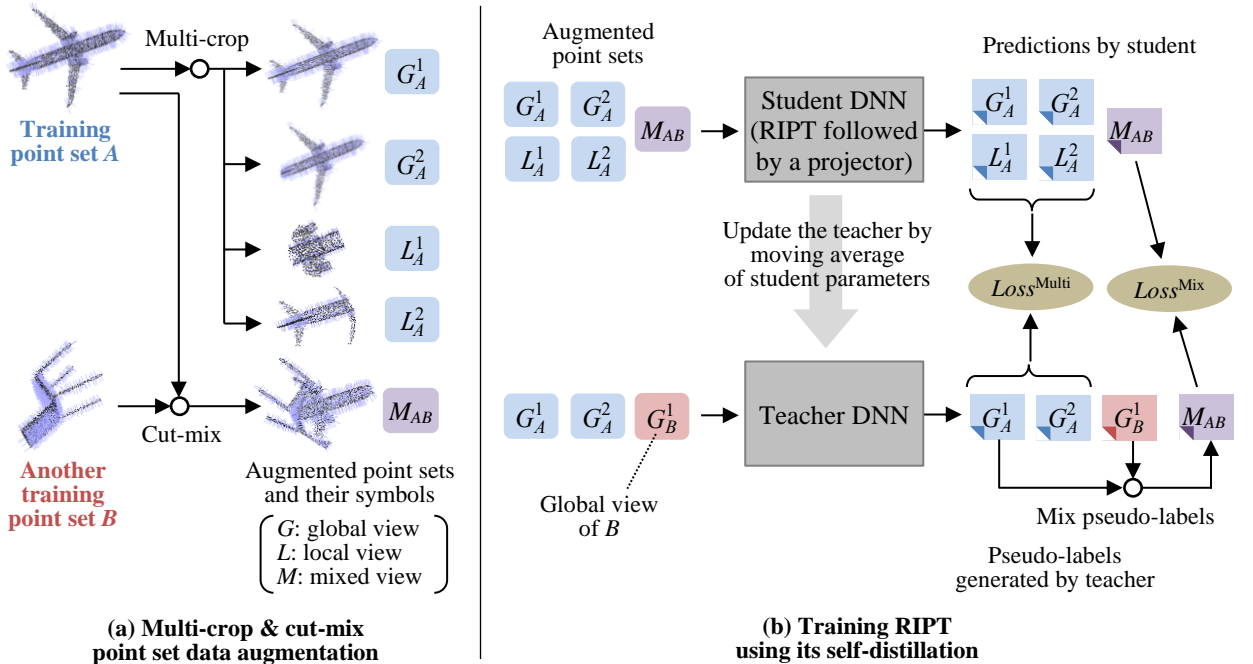 Multi-crop
G_A^1
Training
point set A
G_A^2
L_A^1
L_A^2
M_AB
Cut-mix
Another
training
point set B
Augmented point sets
and their symbols
G: global view
L: local view
M: mixed view
(a) Multi-crop & cut-mix
point set data augmentation
Augmented
point sets
G_A^1 G_A^2
M_AB
L_A^1 L_A^2
Student DNN
(RIPT followed
by a projector)
Predictions by student
G_A^1 G_A^2
M_AB
L_A^1 L_A^2
Update the teacher by
moving average
of student parameters
Loss^Multi
Loss^Mix
G_A^1 G_A^2 G_B^1
Teacher DNN
G_A^1 G_A^2 G_B^1 M_AB
Global view
of B
Mix pseudo-labels
Pseudo-labels
generated by teacher
(b) Training RIPT
using its self-distillation